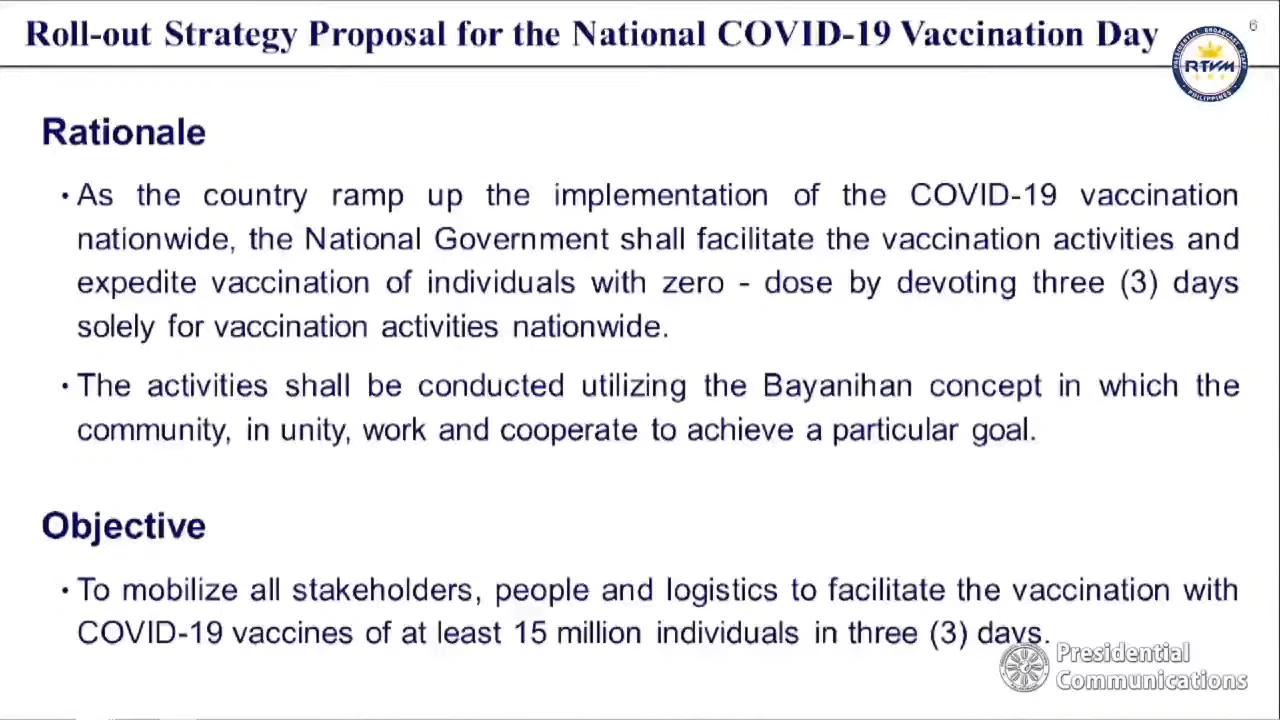 Roll-out Strategy Proposal for the National COVID-19 Vaccination Day
6
PRESIDENTIAL BROADCAST STAFF
RTVM
PHILIPPINES
Rationale
• As the country ramp up the implementation of the COVID-19 vaccination
nationwide, the National Government shall facilitate the vaccination activities and
expedite vaccination of individuals with zero - dose by devoting three (3) days
solely for vaccination activities nationwide.
• The activities shall be conducted utilizing the Bayanihan concept in which the
community, in unity, work and cooperate to achieve a particular goal.
Objective
• To mobilize all stakeholders, people and logistics to facilitate the vaccination with
COVID-19 vaccines of at least 15 million individuals in three (3) days.
Presidential
Communications